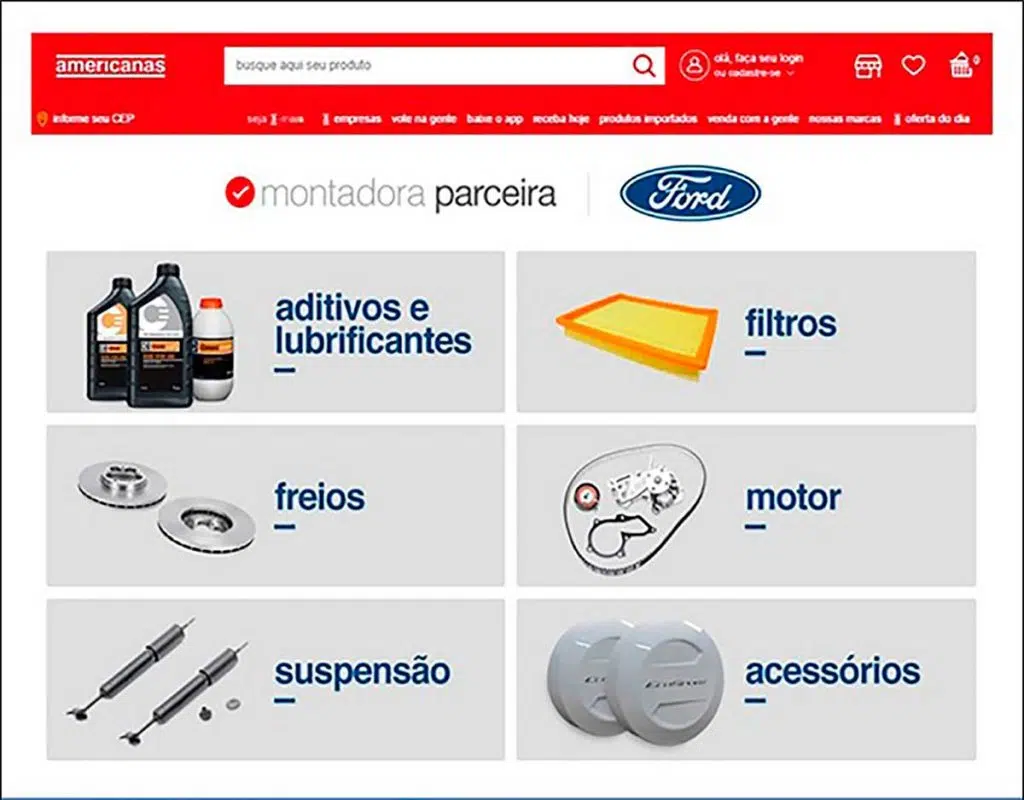 americanas
busque aqui seu produto
olá, faça seu login
ou cadastre-se
0
informe seu CEP
seja
empresas vote na gente baixe o app receba hoje produtos importados venda com a gente nossas marcas oferta do dia
montadora parceira
Ford
aditivos e
lubrificantes
filtros
freios
motor
suspensão
acessórios
EcoSport